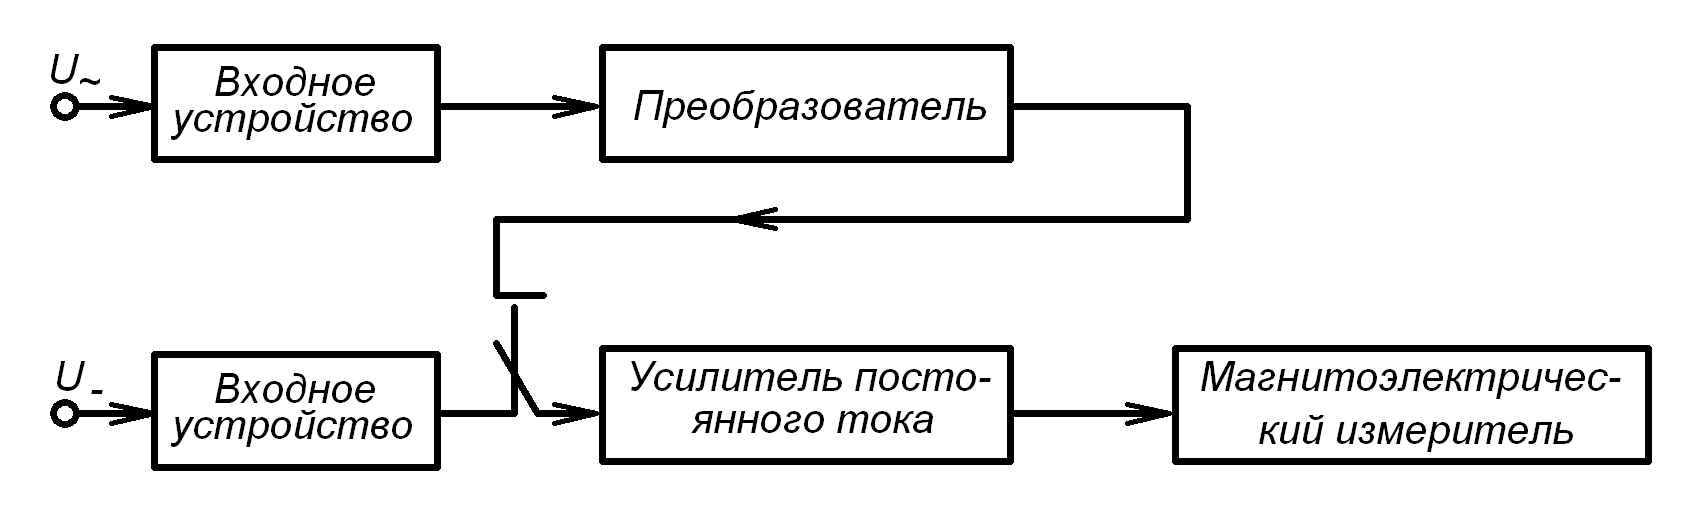 U~
Входное
устройство
Преобразователь
U-
Входное
устройство
Усилитель посто-
янного тока
Магнитоэлектричес-
кий измеритель